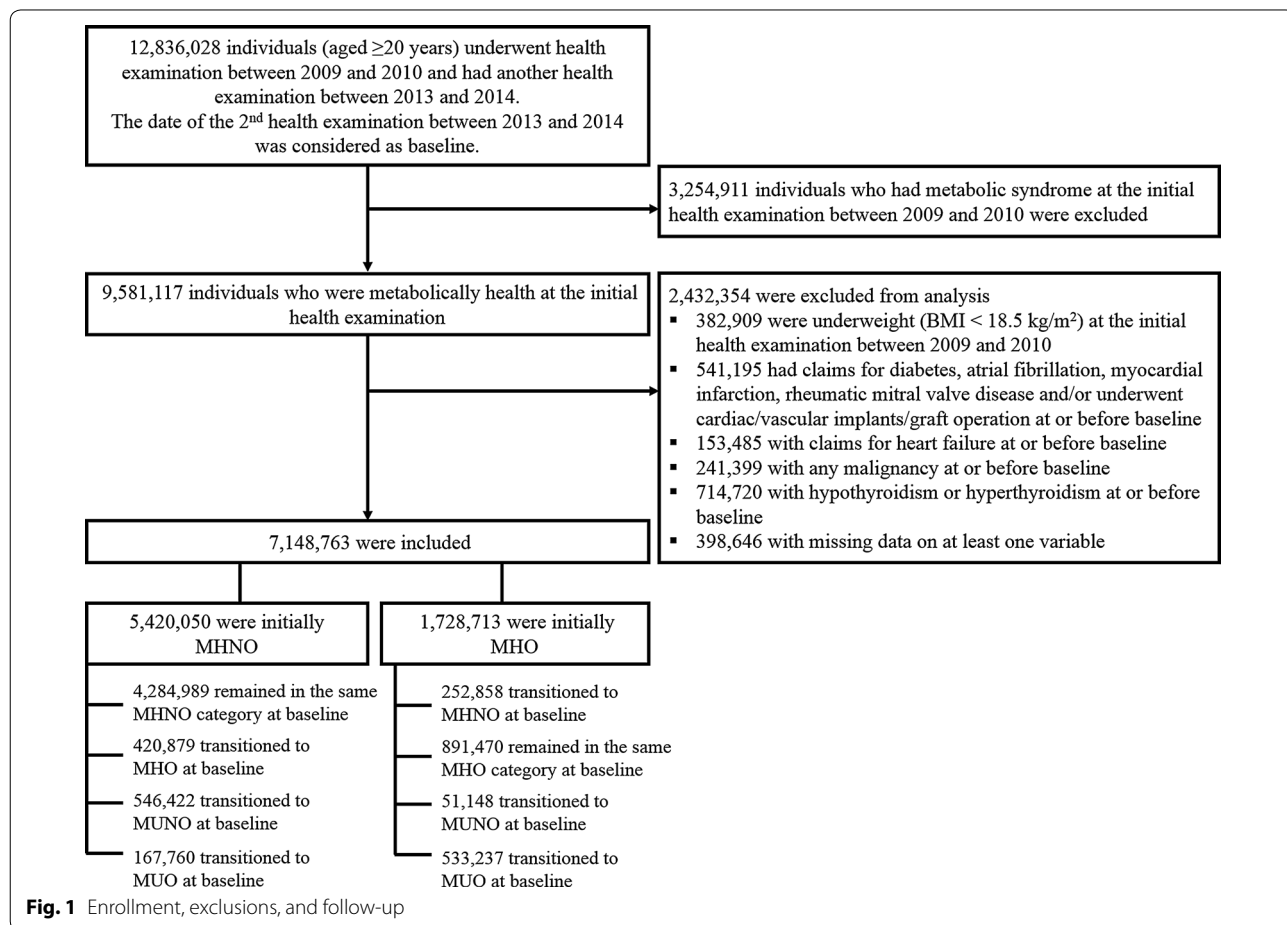 12,836,028 individuals (aged ≥20 years) underwent health
examination between 2009 and 2010 and had another health
examination between 2013 and 2014.
The date of the 2nd health examination between 2013 and 2014
was considered as baseline.
3,254,911 individuals who had metabolic syndrome at the initial
health examination between 2009 and 2010 were excluded
9,581,117 individuals who were metabolically health at the initial
health examination
2,432,354 were excluded from analysis
▪ 382,909 were underweight (BMI < 18.5 kg/m²) at the initial
health examination between 2009 and 2010
▪ 541,195 had claims for diabetes, atrial fibrillation, myocardial
infarction, rheumatic mitral valve disease and/or underwent
cardiac/vascular implants/graft operation at or before baseline
▪ 153,485 with claims for heart failure at or before baseline
▪ 241,399 with any malignancy at or before baseline
▪ 714,720 with hypothyroidism or hyperthyroidism at or before
baseline
▪ 398,646 with missing data on at least one variable
7,148,763 were included
5,420,050 were initially
MHNO
4,284,989 remained in the same
MHNO category at baseline
420,879 transitioned to
MHO at baseline
546,422 transitioned to
MUNO at baseline
167,760 transitioned to
MUO at baseline
1,728,713 were initially
MHO
252,858 transitioned to
MHNO at baseline
891,470 remained in the same
MHO category at baseline
51,148 transitioned to
MUNO at baseline
533,237 transitioned to
MUO at baseline
Fig. 1 Enrollment, exclusions, and follow-up